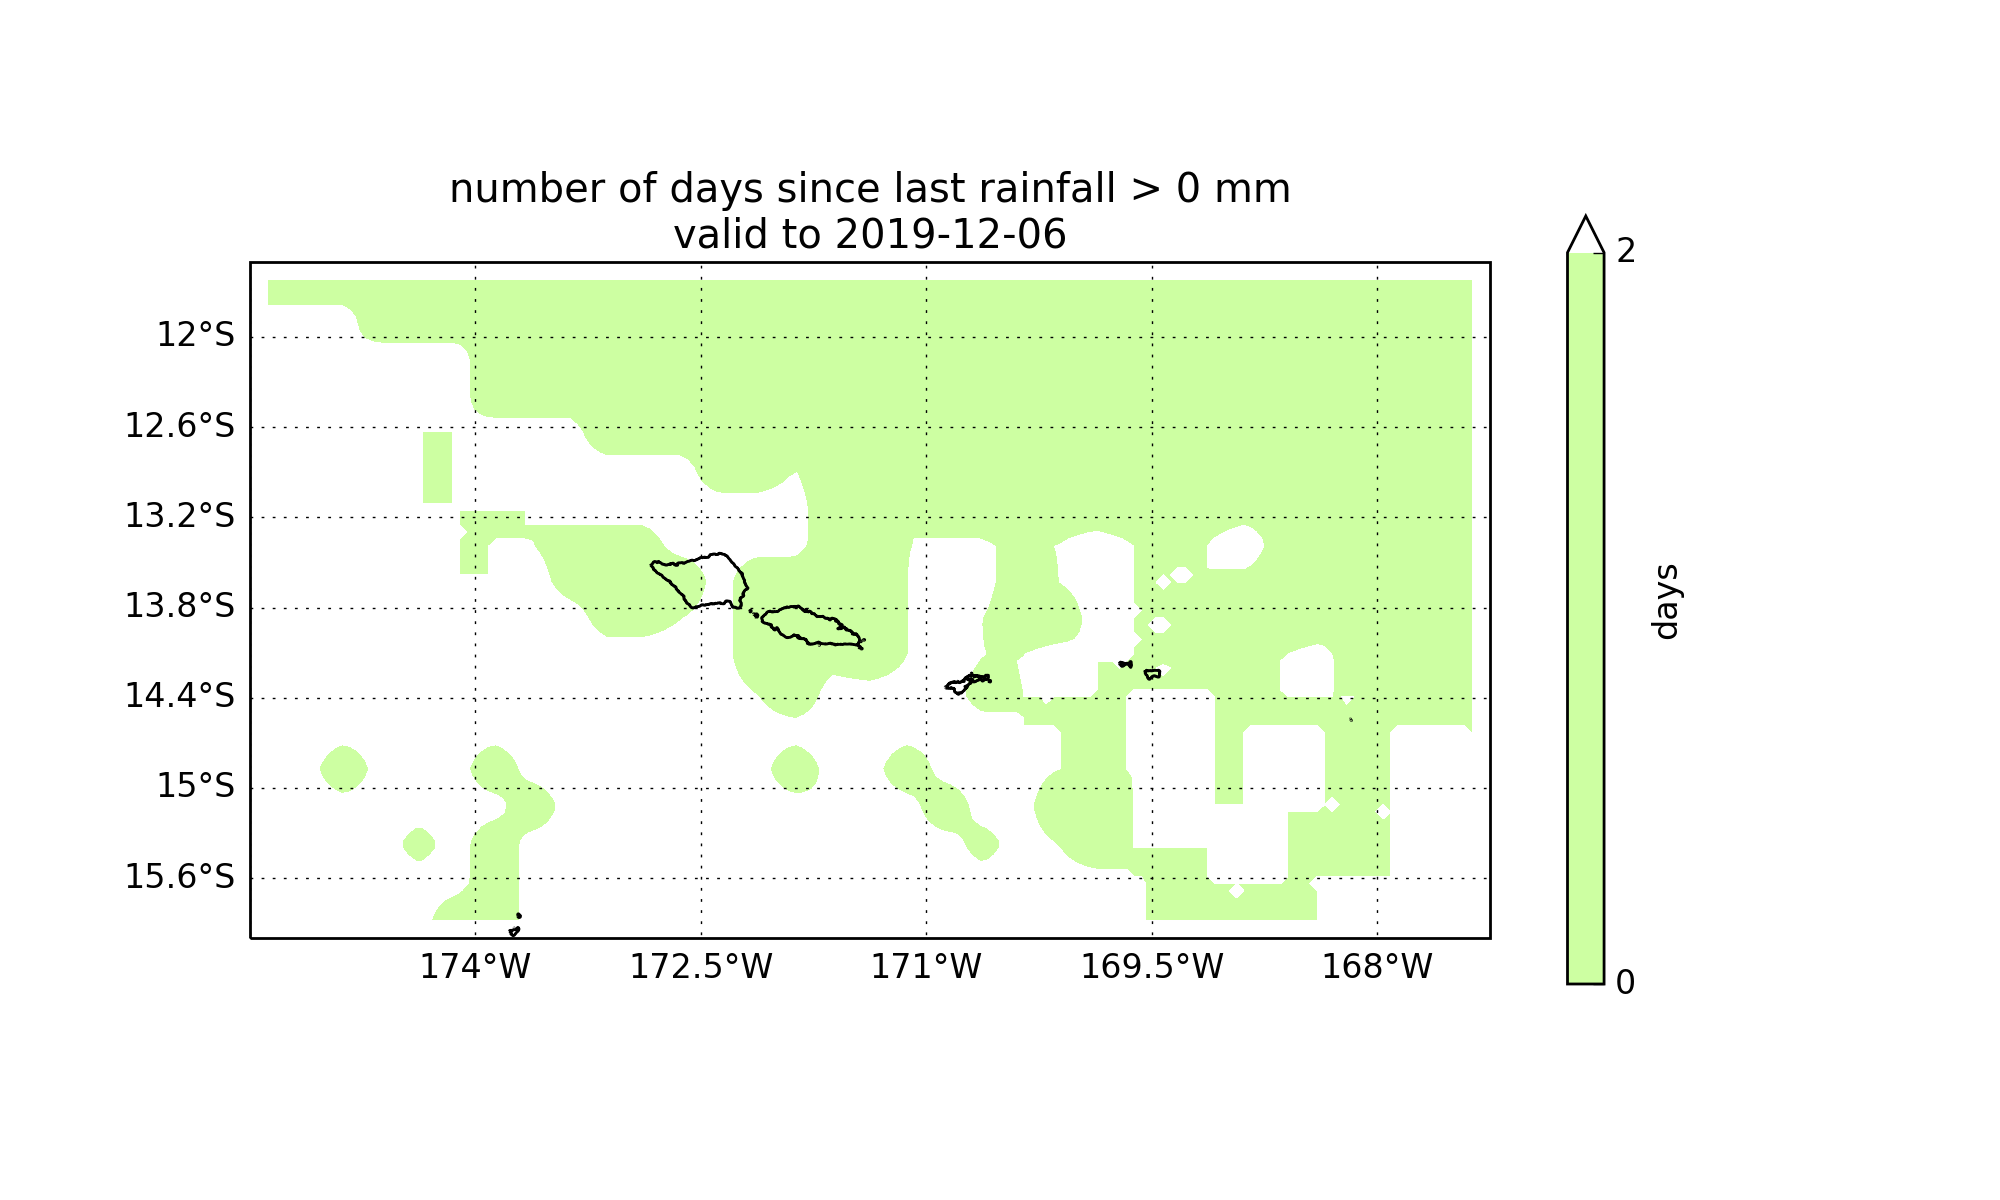 number of days since last rainfall > 0 mm
valid to 2019-12-06
12°S
12.6°S
13.2°S
13.8°S
14.4°S
15°S
15.6°S
174°W
172.5°W
171°W
169.5°W
168°W
2
days
0